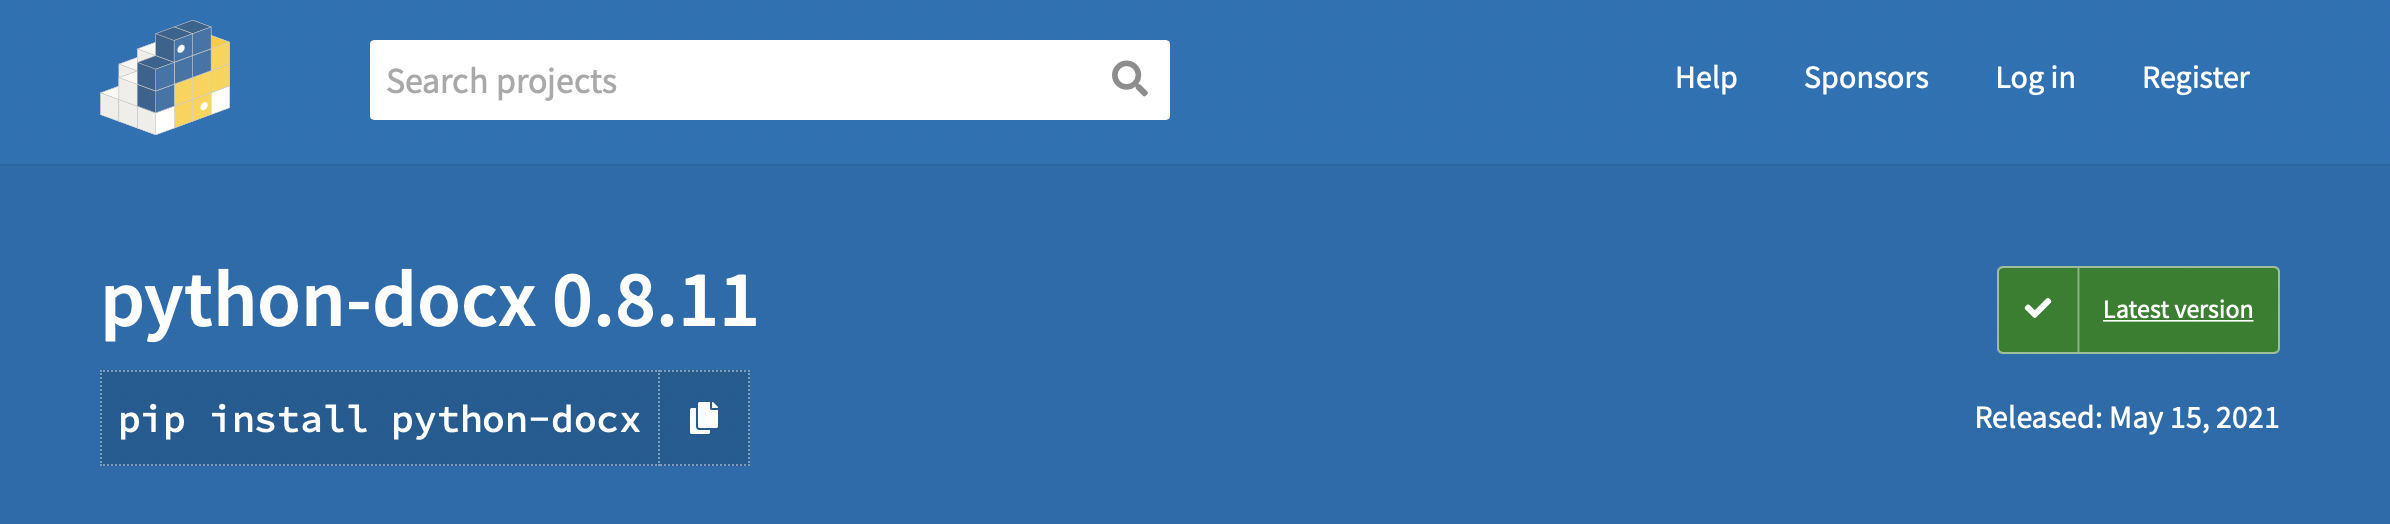 Search projects
Help Sponsors Log in Register
python-docx 0.8.11
Latest version
pip install python-docx
Released: May 15, 2021